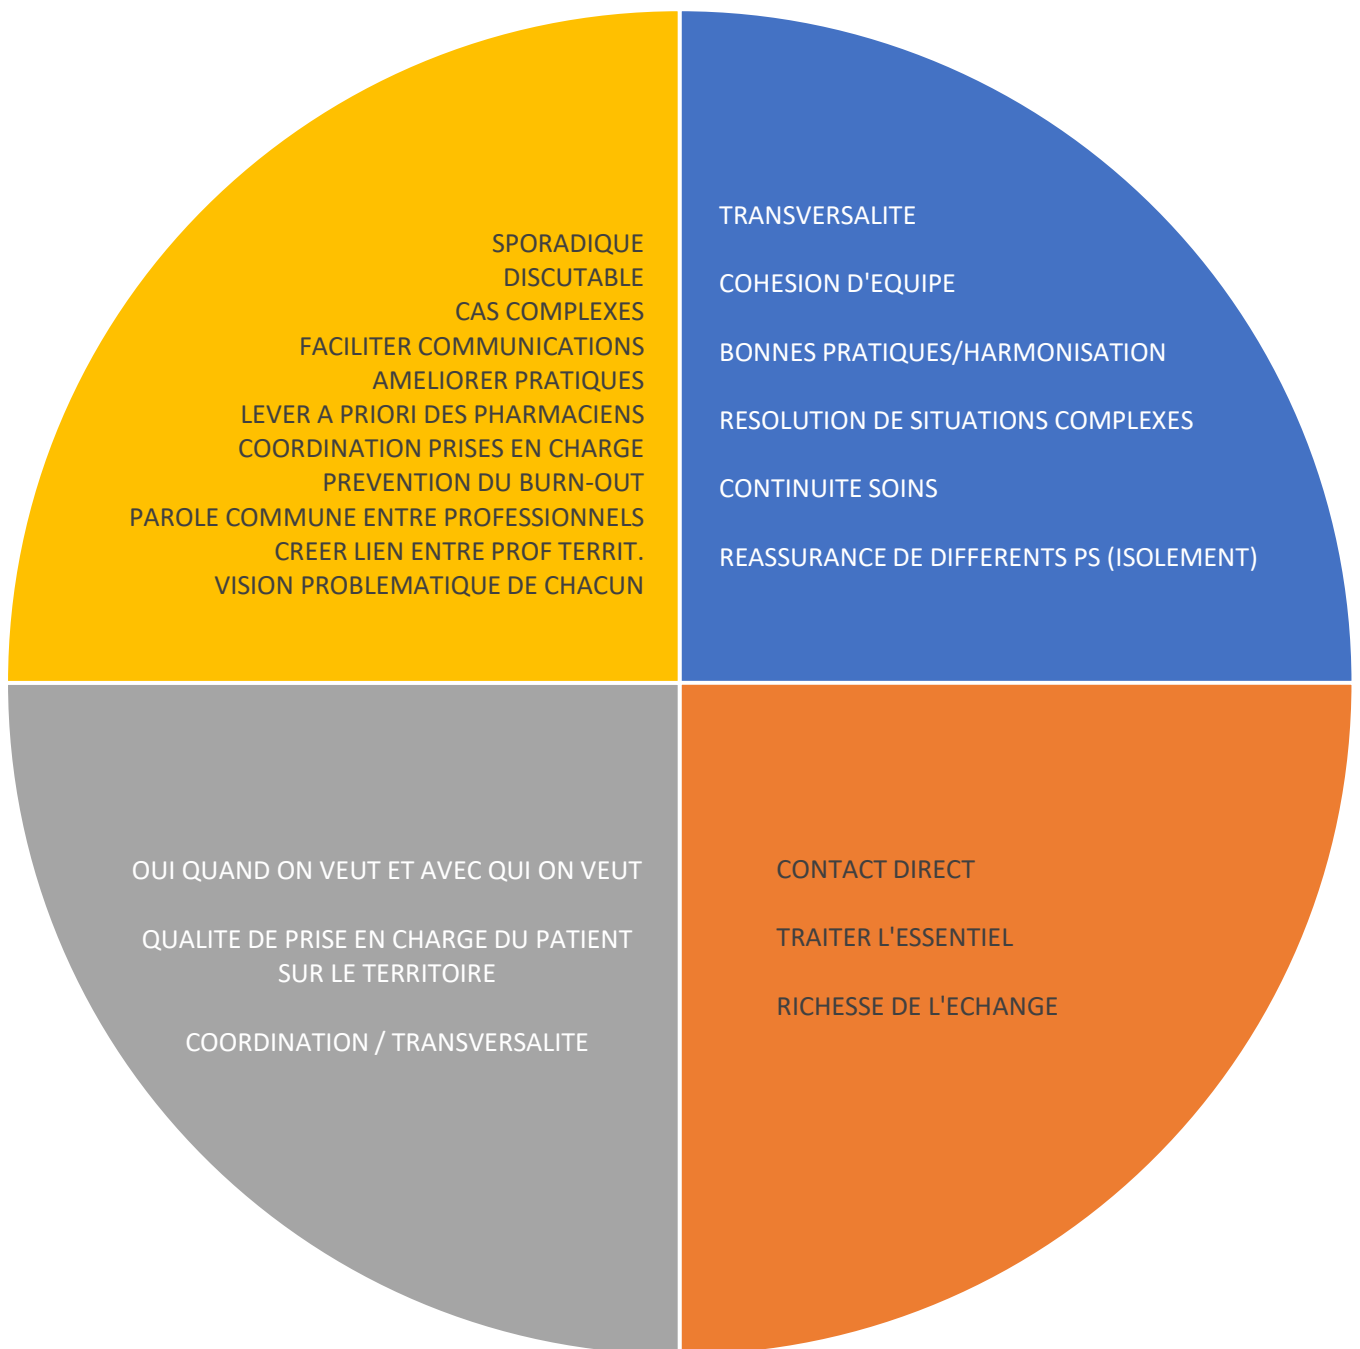 SPORADIQUE
DISCUTABLE
CAS COMPLEXES
FACILITER COMMUNICATIONS
AMELIORER PRATIQUES
LEVER A PRIORI DES PHARMACIENS
COORDINATION PRISES EN CHARGE
PREVENTION DU BURN-OUT
PAROLE COMMUNE ENTRE PROFESSIONNELS
CREER LIEN ENTRE PROF TERRIT.
VISION PROBLEMATIQUE DE CHACUN
TRANSVERSALITE
COHESION D'EQUIPE
BONNES PRATIQUES/HARMONISATION
RESOLUTION DE SITUATIONS COMPLEXES
CONTINUITE SOINS
REASSURANCE DE DIFFERENTS PS (ISOLEMENT)
OUI QUAND ON VEUT ET AVEC QUI ON VEUT
QUALITE DE PRISE EN CHARGE DU PATIENT
SUR LE TERRITOIRE
COORDINATION / TRANSVERSALITE
CONTACT DIRECT
TRAITER L'ESSENTIEL
RICHESSE DE L'ECHANGE